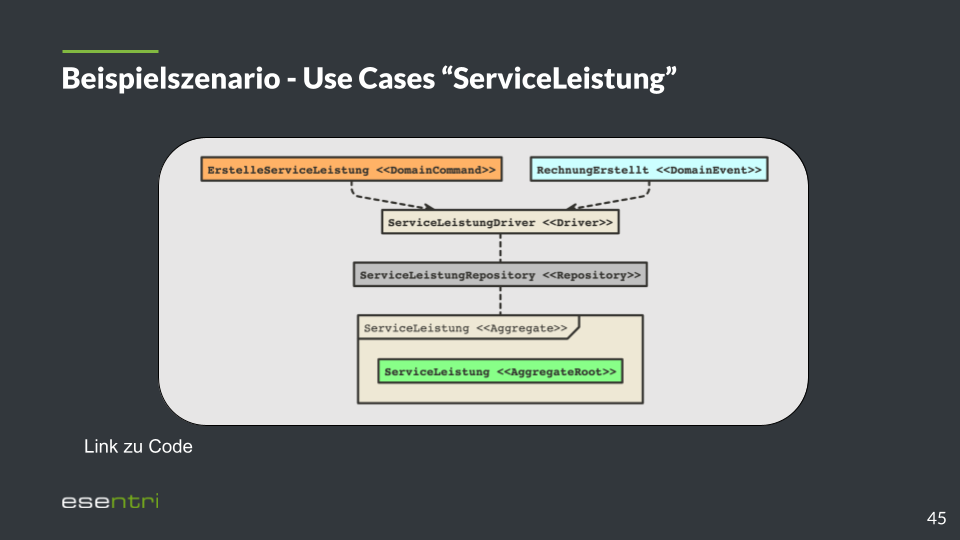 Beispielszenario - Use Cases “ServiceLeistung”
ErstelleServiceLeistung <<DomainCommand>>
RechnungErstellt <<DomainEvent>>
ServiceLeistungDriver <<Driver>>
ServiceLeistungRepository <<Repository>>
ServiceLeistung <<Aggregate>>
ServiceLeistung <<AggregateRoot>>
Link zu Code
esentri
45